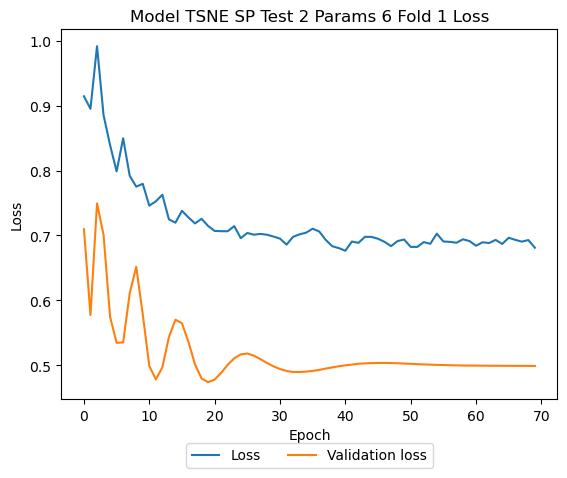 Model TSNE SP Test 2 Params 6 Fold 1 Loss
1.0
0.9
0.8
0.7
0.6
0.5
Loss
0 10 20 30 40 50 60 70
Epoch
Loss Validation loss